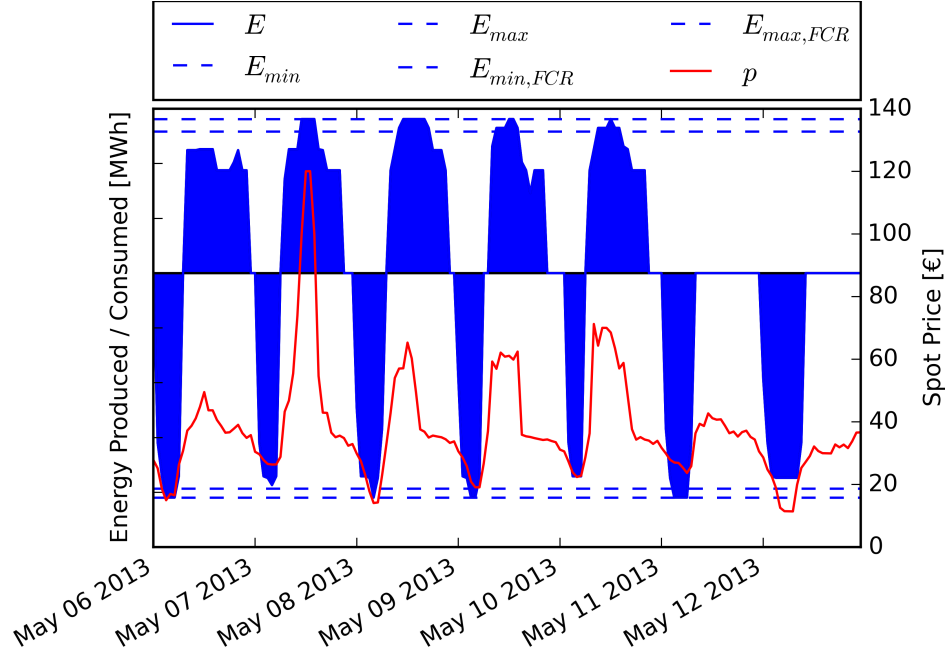 E E_max E_max,FCR
E_min E_min,FCR p
Energy Produced / Consumed [MWh]
140
120
100
80
60
40
20
0
Spot Price [€]
May 06 2013
May 07 2013
May 08 2013
May 09 2013
May 10 2013
May 11 2013
May 12 2013